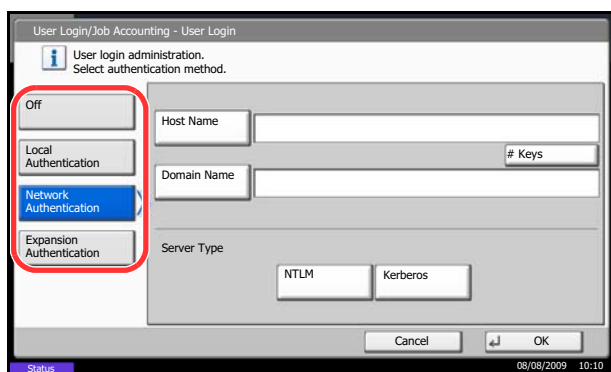 User Login/Job Accounting - User Login
User login administration.
Select authentication method.
Off
Local
Authentication
Network
Authentication
Expansion
Authentication
Host Name
# Keys
Domain Name
Server Type
NTLM
Kerberos
Cancel
OK
Status
08/08/2009 10:10